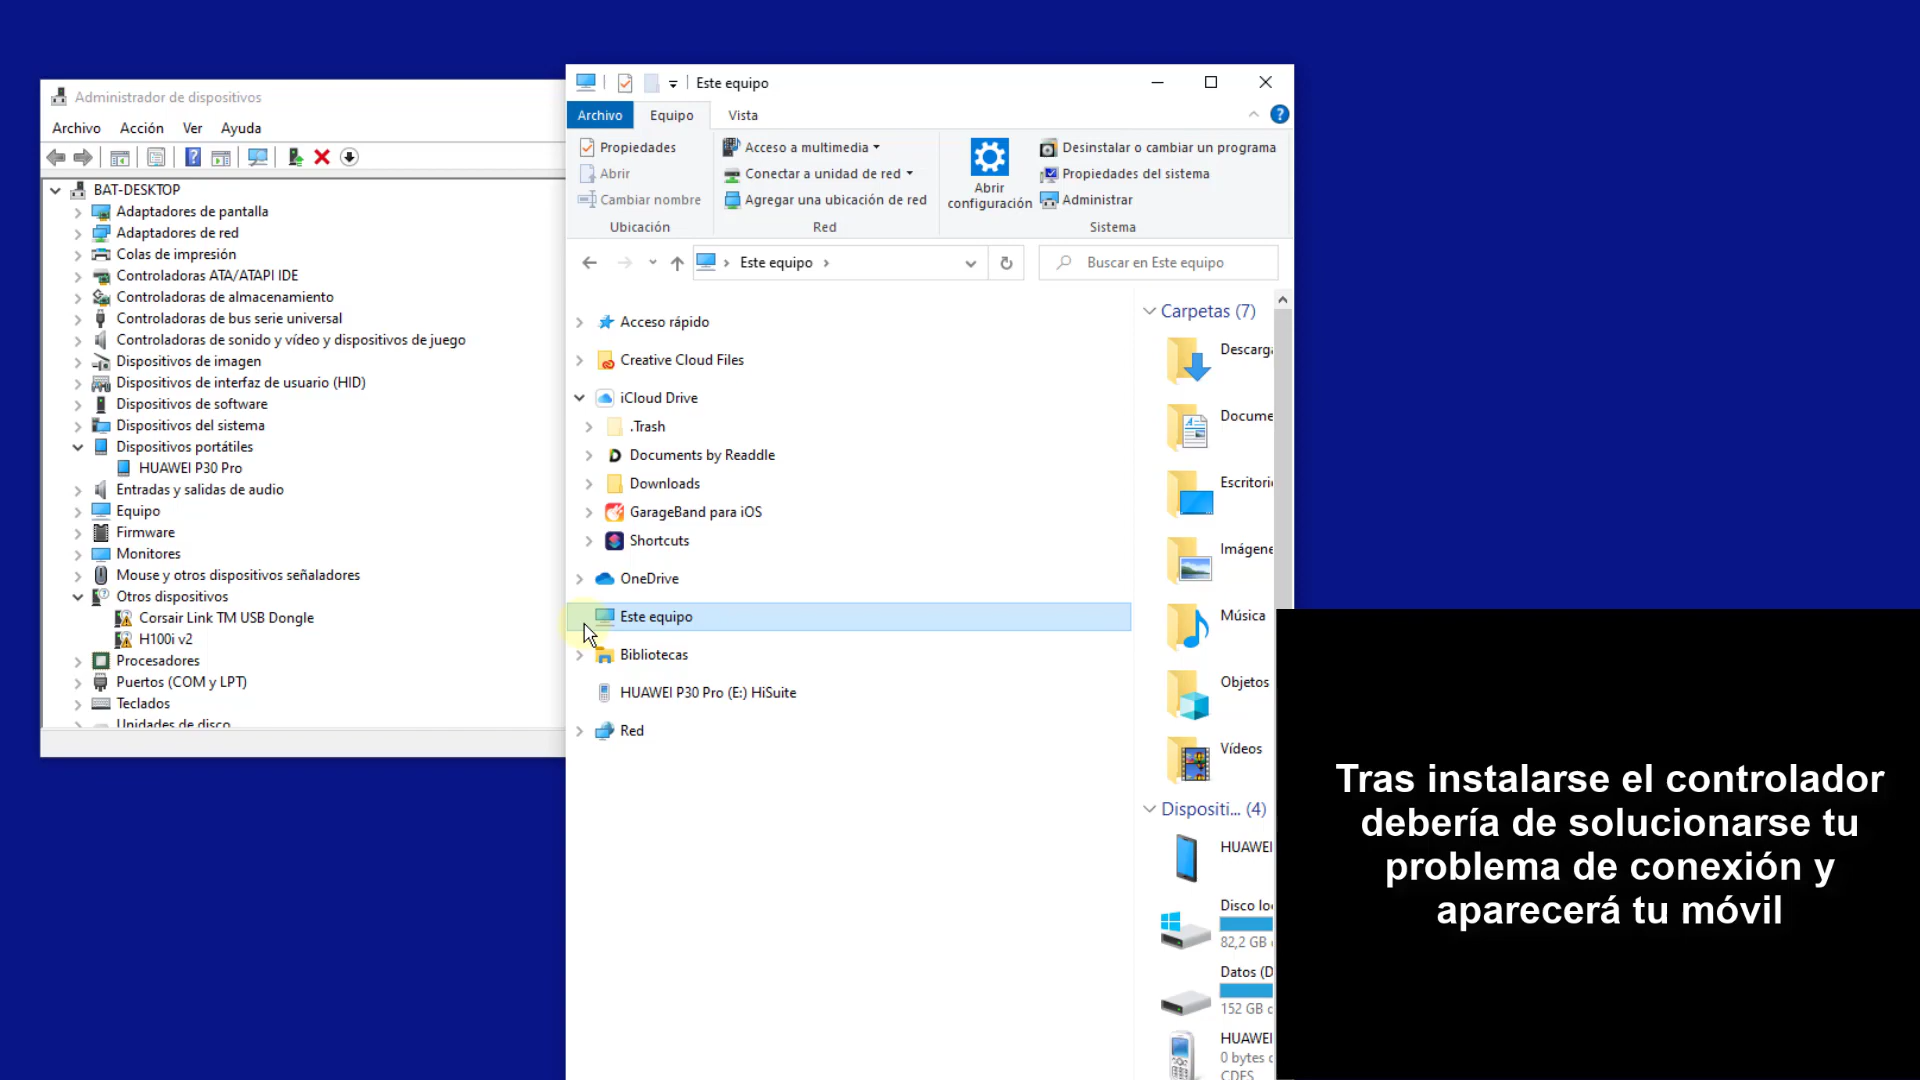 Administrador de dispositivos
Archivo Acción Ver Ayuda
BAT-DESKTOP
Adaptadores de pantalla
Adaptadores de red
Colas de impresión
Controladoras ATA/ATAPI IDE
Controladoras de almacenamiento
Controladoras de bus serie universal
Controladoras de sonido y vídeo y dispositivos de juego
Dispositivos de imagen
Dispositivos de interfaz de usuario (HID)
Dispositivos de software
Dispositivos del sistema
Dispositivos portátiles
HUAWEI P30 Pro
Entradas y salidas de audio
Equipo
Firmware
Monitores
Mouse y otros dispositivos señaladores
Otros dispositivos
Corsair Link TM USB Dongle
H100i v2
Procesadores
Puertos (COM y LPT)
Teclados
Unidades de disco
Este equipo
Archivo Equipo Vista
Propiedades
Abrir
Cambiar nombre
Ubicación
Acceso a multimedia
Conectar a unidad de red
Agregar una ubicación de red
Red
Abrir
configuración
Desinstalar o cambiar un programa
Propiedades del sistema
Administrar
Sistema
Este equipo
Buscar en Este equipo
Acceso rápido
Creative Cloud Files
iCloud Drive
.Trash
Documents by Readdle
Downloads
GarageBand para iOS
Shortcuts
OneDrive
Este equipo
Bibliotecas
HUAWEI P30 Pro (E:) HiSuite
Red
Carpetas (7)
Descarg
Docume
Escritori
Imágene
Música
Objetos
Vídeos
Dispositi... (4)
HUAWEI
Disco lo
82,2 GB
Datos (D
152 GB
HUAWEI
0 bytes
CDFS
Tras instalarse el controlador
debería de solucionarse tu
problema de conexión y
aparecerá tu móvil